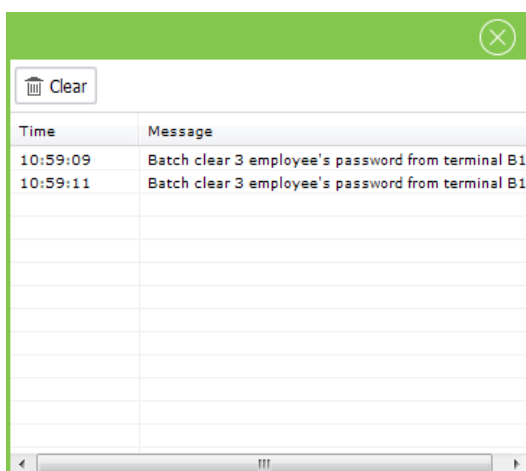 Clear
Time Message
10:59:09 Batch clear 3 employee's password from terminal B1
10:59:11 Batch clear 3 employee's password from terminal B1